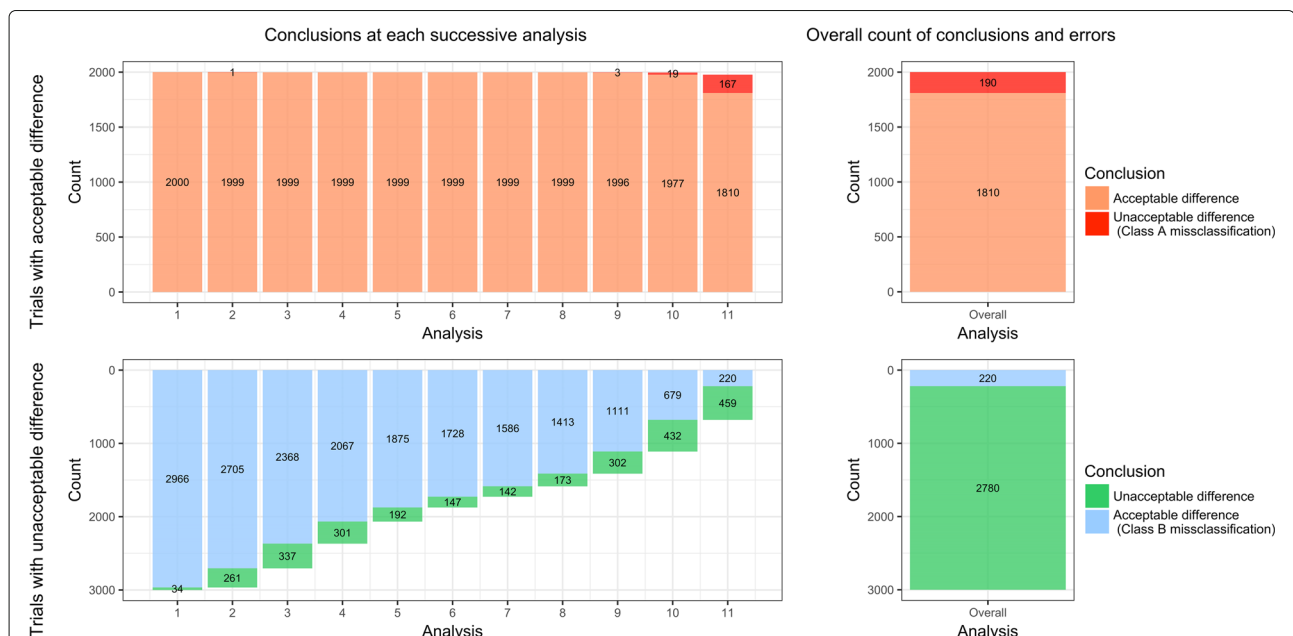 Conclusions at each successive analysis
Overall count of conclusions and errors
Trials with acceptable difference
Count
2000
1500
1000
500
0
1
3
19
167
2000
1999
1999
1999
1999
1999
1999
1999
1996
1977
1810
1 2 3 4 5 6 7 8 9 10 11
Analysis
Count
2000
1500
1000
500
0
190
1810
Overall
Analysis
Conclusion
Acceptable difference
Unacceptable difference
(Class A missclassification)
Trials with unacceptable difference
Count
0
1000
2000
3000
2966
2705
2368
2067
1875
1728
1586
1413
1111
679
220
34
261
337
301
192
147
142
173
302
432
459
1 2 3 4 5 6 7 8 9 10 11
Analysis
Count
0
1000
2000
3000
220
2780
Overall
Analysis
Conclusion
Unacceptable difference
Acceptable difference
(Class B missclassification)